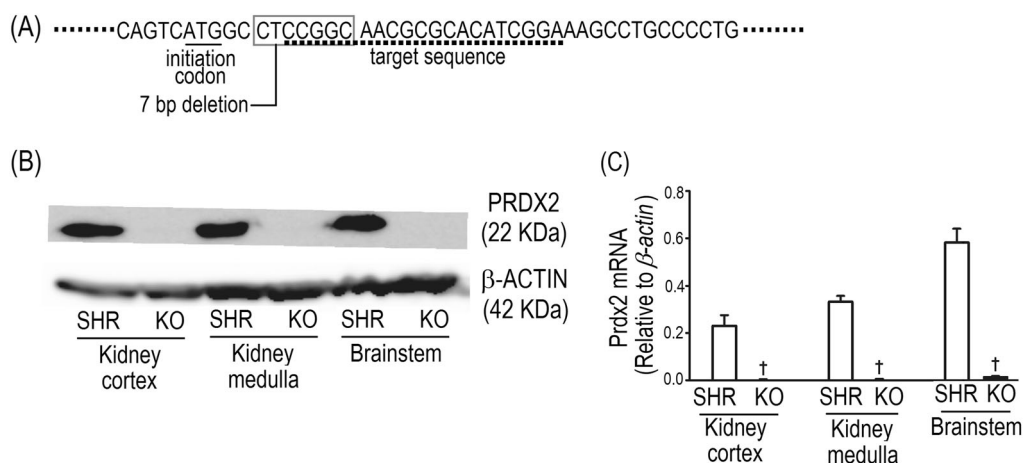 (A)
CAGTCATGGC CTCCGGC AACGCGCACATCGGAAAGCCTGCCCCTG
initiation
codon
target sequence
7 bp deletion
(B)
PRDX2
(22 KDa)
β-ACTIN
(42 KDa)
SHR KO SHR KO SHR KO
Kidney
cortex
Kidney
medulla
Brainstem
(C)
Prdx2 mRNA
(Relative to β-actin)
0.8
0.6
0.4
0.2
0.0
† † †
SHR KO SHR KO SHR KO
Kidney
cortex
Kidney
medulla
Brainstem